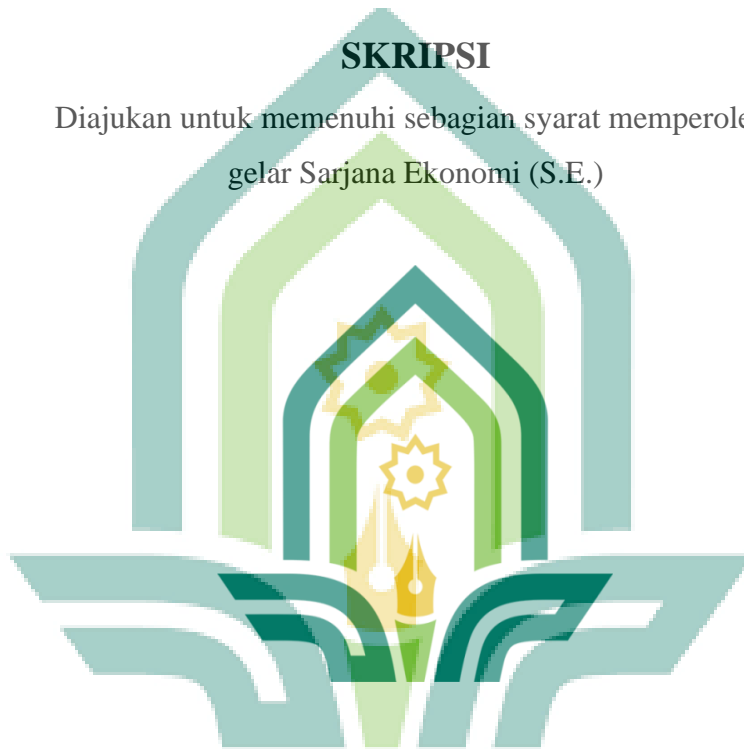 SKRIPSI
Diajukan untuk memenuhi sebagian syarat memperole
gelar Sarjana Ekonomi (S.E.)